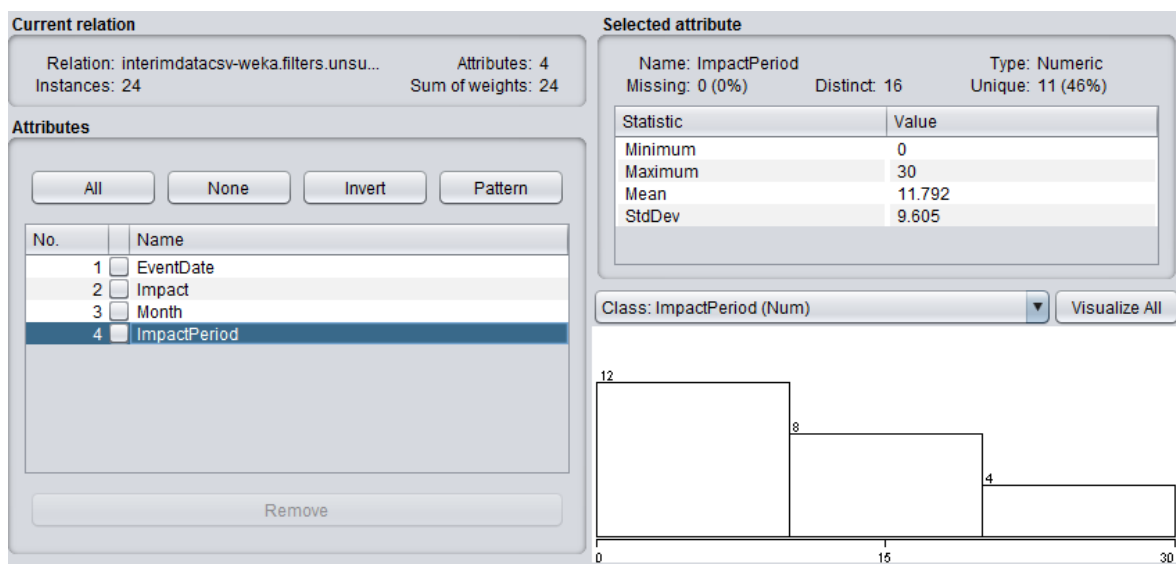 Current relation
Relation: interimdatacsv-weka.filters.unsu... Attributes: 4
Instances: 24 Sum of weights: 24
Attributes
All None Invert Pattern
No. Name
1 EventDate
2 Impact
3 Month
4 ImpactPeriod
Remove
Selected attribute
Name: ImpactPeriod Type: Numeric
Missing: 0 (0%) Distinct: 16 Unique: 11 (46%)
Statistic Value
Minimum 0
Maximum 30
Mean 11.792
StdDev 9.605
Class: ImpactPeriod (Num) Visualize All
12
8
4
0 15 30